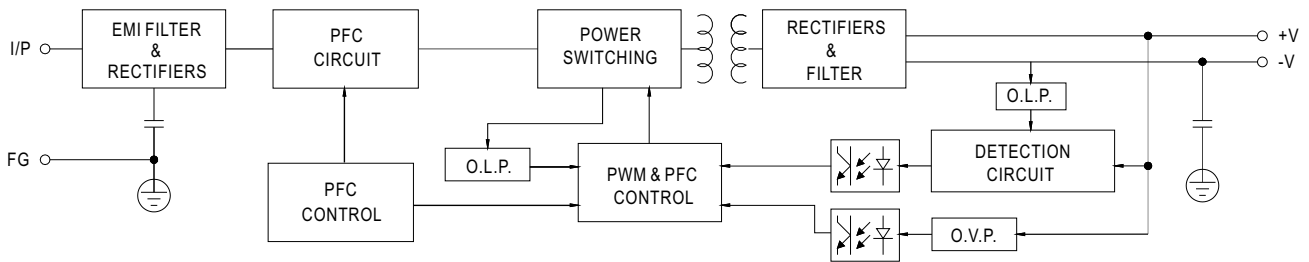 I/P
EMI FILTER
&
RECTIFIERS
PFC
CIRCUIT
POWER
SWITCHING
RECTIFIERS
&
FILTER
+V
-V
O.L.P.
FG
O.L.P.
PFC
CONTROL
PWM & PFC
CONTROL
DETECTION
CIRCUIT
O.V.P.